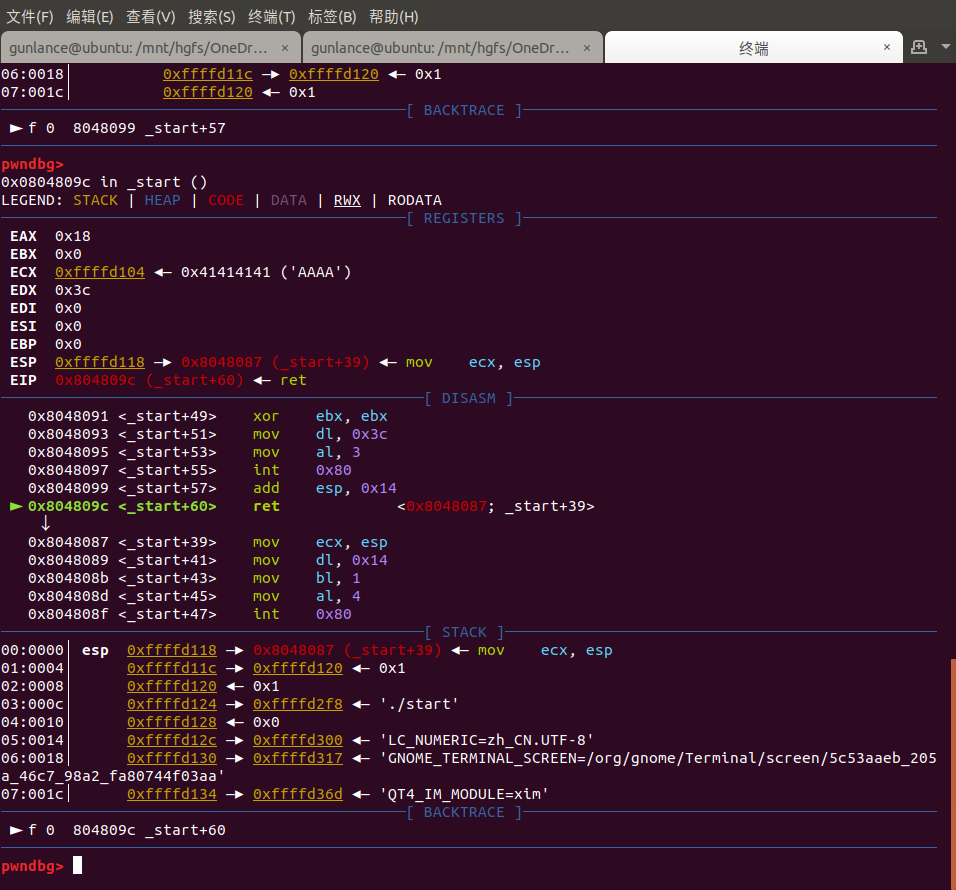 文件(F) 编辑(E) 查看(V) 搜索(S) 终端(T) 标签(B) 帮助(H)
gunlance@ubuntu: /mnt/hgfs/OneDr... × gunlance@ubuntu: /mnt/hgfs/OneDr... × 终端 ×
06:0018│ 0xffffd11c —► 0xffffd120 ◄— 0x1
07:001c│ 0xffffd120 ◄— 0x1
[ BACKTRACE ]
► f 0 8048099 _start+57
pwndbg>
0x0804809c in _start ()
LEGEND: STACK | HEAP | CODE | DATA | RWX | RODATA
[ REGISTERS ]
EAX 0x18
EBX 0x0
ECX 0xffffd104 ◄— 0x41414141 ('AAAA')
EDX 0x3c
EDI 0x0
ESI 0x0
EBP 0x0
ESP 0xffffd118 —► 0x8048087 (_start+39) ◄— mov ecx, esp
EIP 0x804809c (_start+60) ◄— ret
[ DISASM ]
0x8048091 <_start+49> xor ebx, ebx
0x8048093 <_start+51> mov dl, 0x3c
0x8048095 <_start+53> mov al, 3
0x8048097 <_start+55> int 0x80
0x8048099 <_start+57> add esp, 0x14
► 0x804809c <_start+60> ret <0x8048087; _start+39>
↓
0x8048087 <_start+39> mov ecx, esp
0x8048089 <_start+41> mov dl, 0x14
0x804808b <_start+43> mov bl, 1
0x804808d <_start+45> mov al, 4
0x804808f <_start+47> int 0x80
[ STACK ]
00:0000│ esp 0xffffd118 —► 0x8048087 (_start+39) ◄— mov ecx, esp
01:0004│ 0xffffd11c —► 0xffffd120 ◄— 0x1
02:0008│ 0xffffd120 ◄— 0x1
03:000c│ 0xffffd124 —► 0xffffd2f8 ◄— './start'
04:0010│ 0xffffd128 ◄— 0x0
05:0014│ 0xffffd12c —► 0xffffd300 ◄— 'LC_NUMERIC=zh_CN.UTF-8'
06:0018│ 0xffffd130 —► 0xffffd317 ◄— 'GNOME_TERMINAL_SCREEN=/org/gnome/Terminal/screen/5c53aaeb_205
a_46c7_98a2_fa80744f03aa'
07:001c│ 0xffffd134 —► 0xffffd36d ◄— 'QT4_IM_MODULE=xim'
[ BACKTRACE ]
► f 0 804809c _start+60
pwndbg>